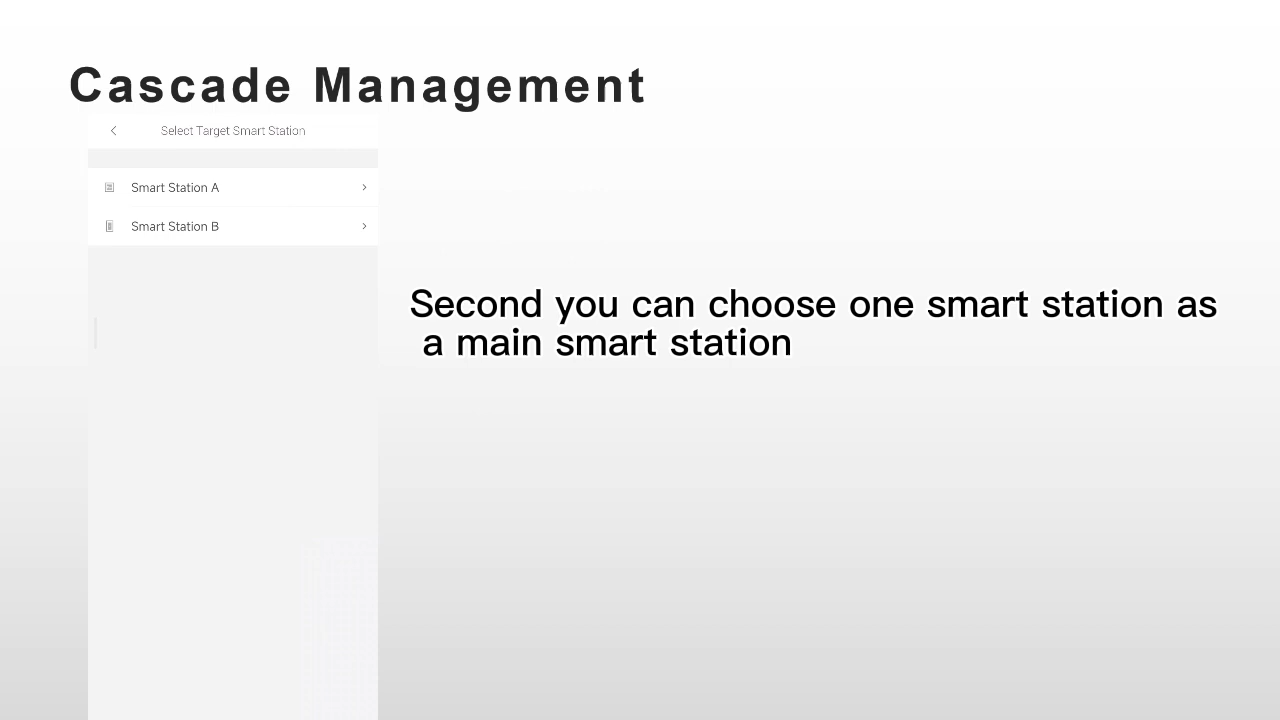 Cascade Management
Select Target Smart Station
Smart Station A
Smart Station B
Second you can choose one smart station as
a main smart station